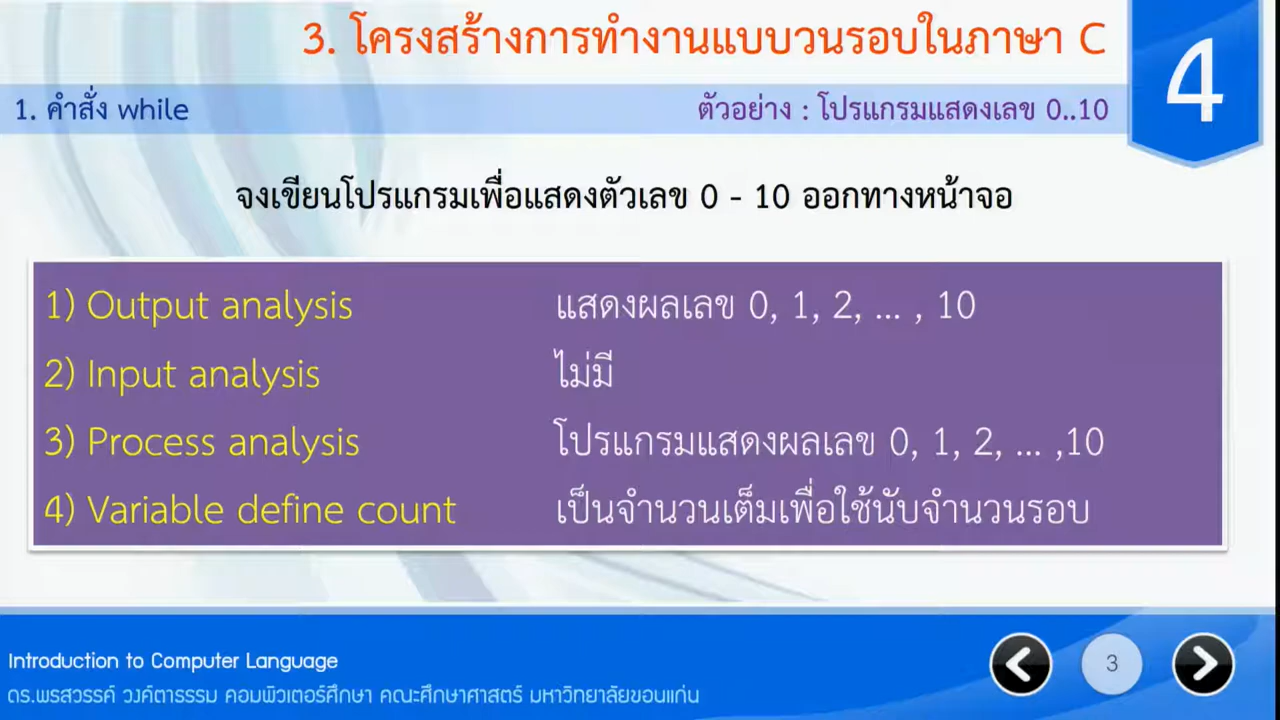 3. โครงสร้างการทำงานแบบวนรอบในภาษา C
4
1. คำสั่ง while
ตัวอย่าง : โปรแกรมแสดงเลข 0..10
จงเขียนโปรแกรมเพื่อแสดงตัวเลข 0 - 10 ออกทางหน้าจอ
1) Output analysis แสดงผลเลข 0, 1, 2, ... , 10
2) Input analysis ไม่มี
3) Process analysis โปรแกรมแสดงผลเลข 0, 1, 2, ... ,10
4) Variable define count เป็นจำนวนเต็มเพื่อใช้นับจำนวนรอบ
Introduction to Computer Language
3
ดร.พรสวรรค์ วงค์ตาธรรม คอมพิวเตอร์ศึกษา คณะศึกษาศาสตร์ มหาวิทยาลัยขอนแก่น